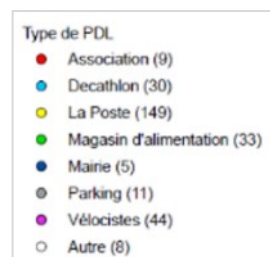 Type de PDL
Association (9)
Decathlon (30)
La Poste (149)
Magasin d'alimentation (33)
Mairie (5)
Parking (11)
Vélocistes (44)
Autre (8)